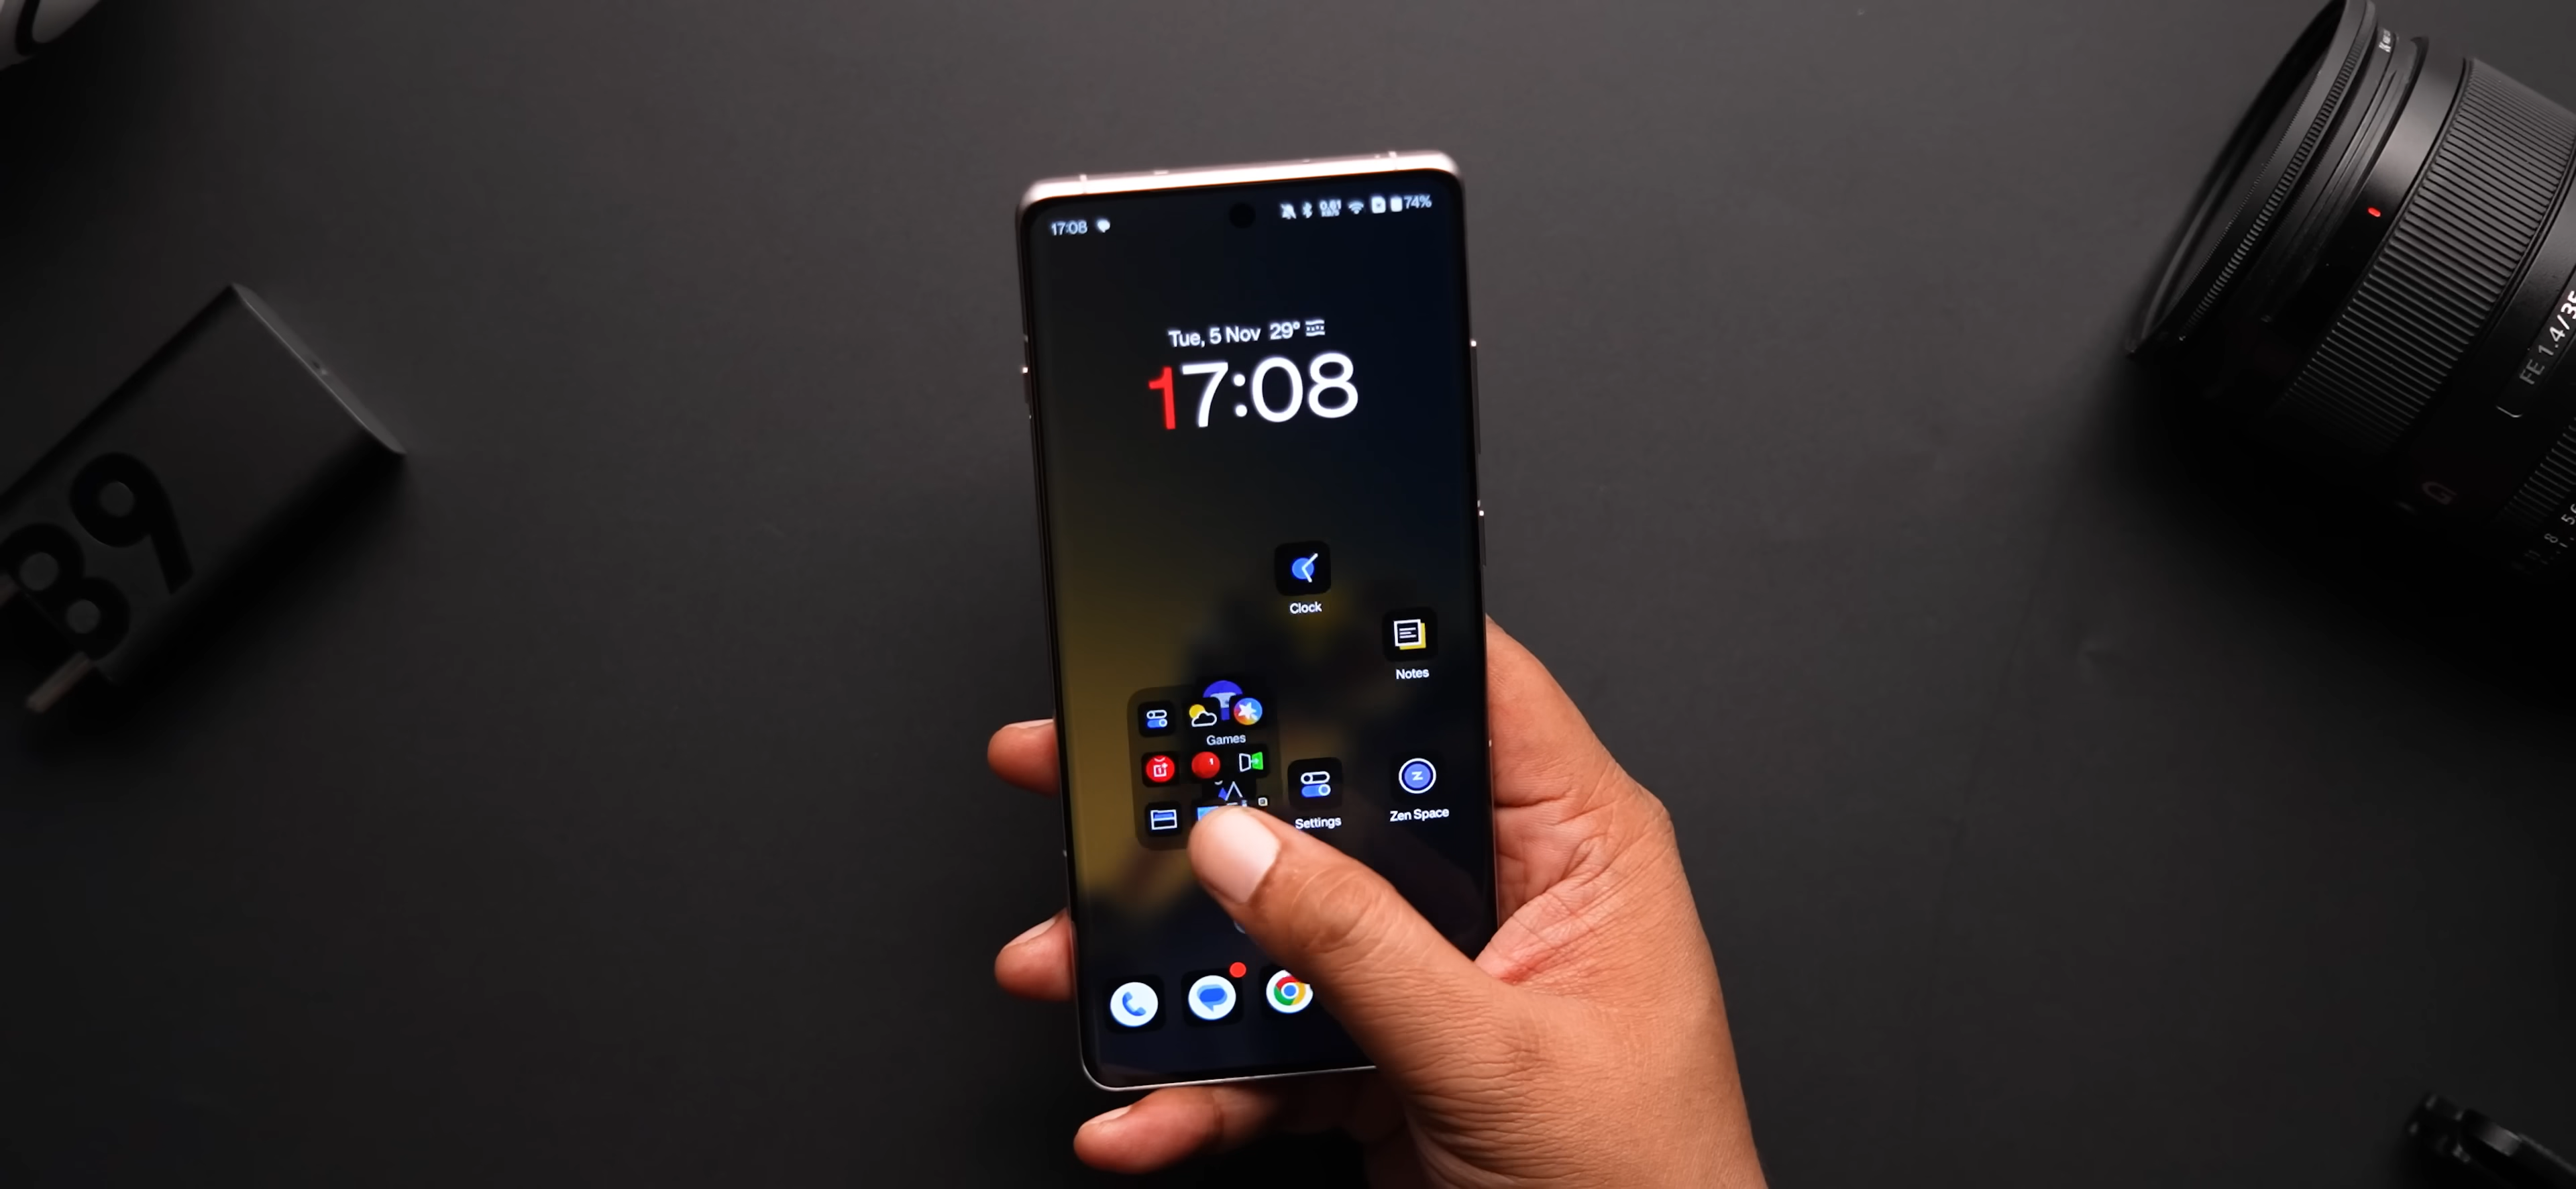 17:08
74%
Tue, 5 Nov 29°
17:08
Clock
Notes
Games
Settings
Zen Space
89
FE 1.4/35
G